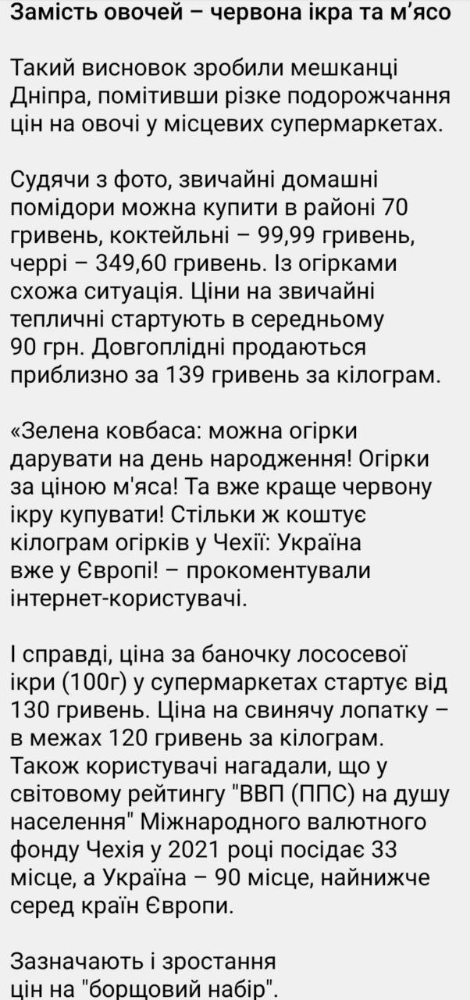 Замість овочей – червона ікра та м’ясо
Такий висновок зробили мешканці
Дніпра, помітивши різке подорожчання
цін на овочі у місцевих супермаркетах.
Судячи з фото, звичайні домашні
помідори можна купити в районі 70
гривень, коктейльні – 99,99 гривень,
черрі – 349,60 гривень. Із огірками
схожа ситуація. Ціни на звичайні
тепличні стартують в середньому
90 грн. Довгоплідні продаються
приблизно за 139 гривень за кілограм.
«Зелена ковбаса: можна огірки
дарувати на день народження! Огірки
за ціною м'яса! Та вже краще червону
ікру купувати! Стільки ж коштує
кілограм огірків у Чехії: Україна
вже у Європі! – прокоментували
інтернет-користувачі.
І справді, ціна за баночку лососевої
ікри (100г) у супермаркетах стартує від
130 гривень. Ціна на свинячу лопатку –
в межах 120 гривень за кілограм.
Також користувачі нагадали, що у
світовому рейтингу "ВВП (ППС) на душу
населення" Міжнародного валютного
фонду Чехія у 2021 році посідає 33
місце, а Україна – 90 місце, найнижче
серед країн Європи.
Зазначають і зростання
цін на "борщовий набір".